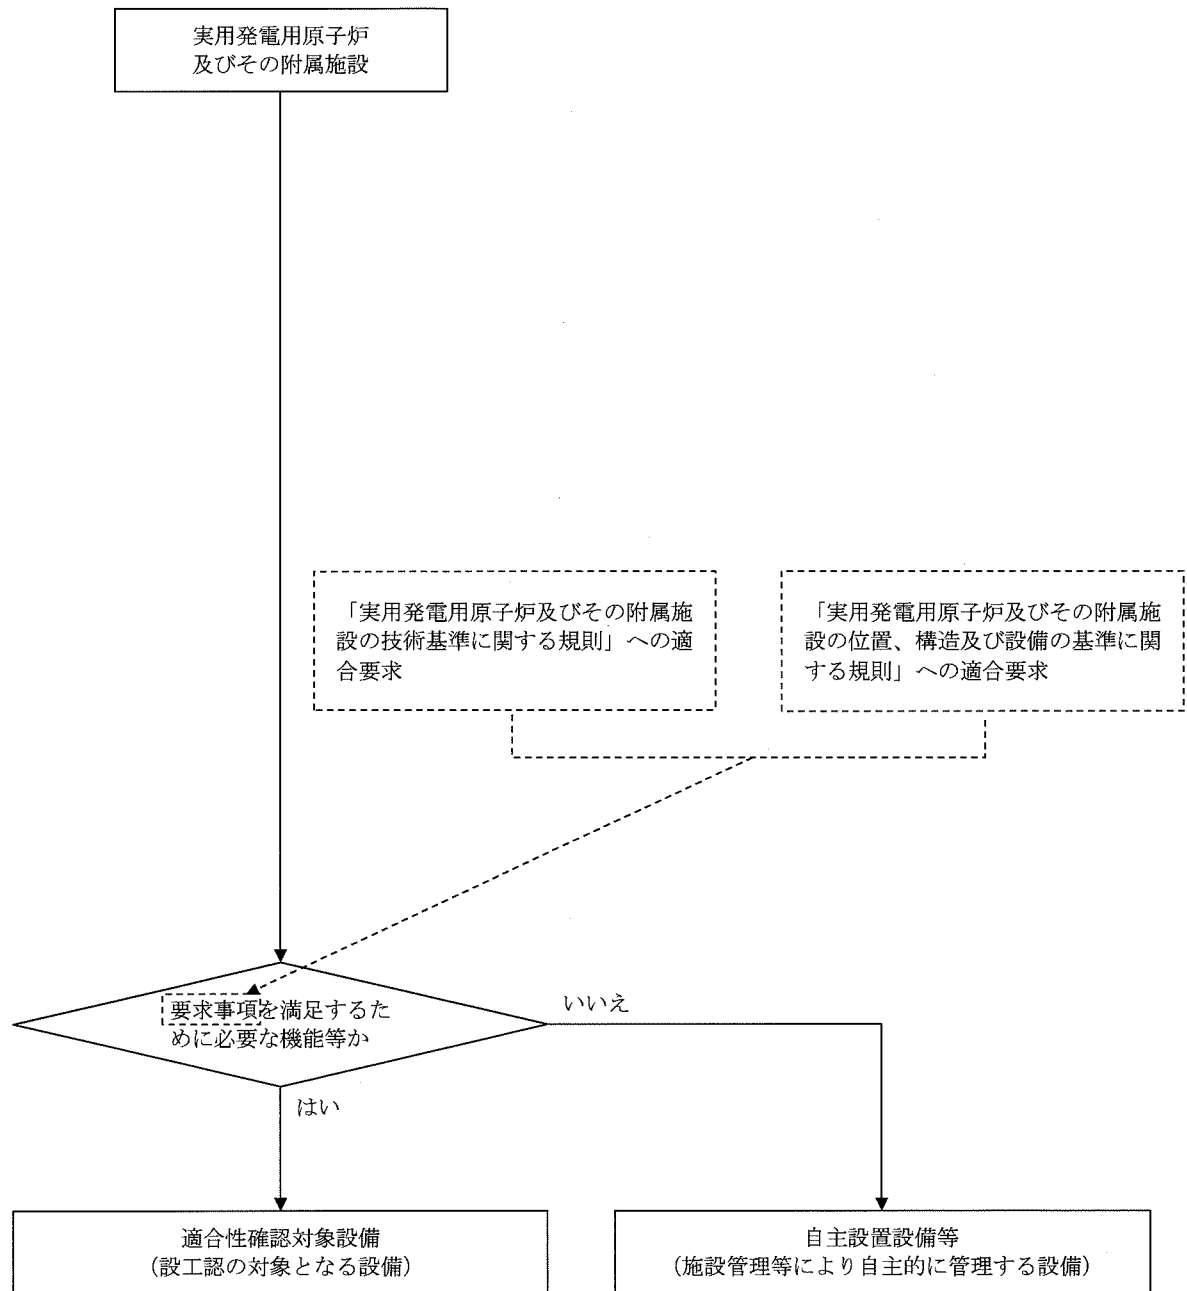 実用発電用原子炉
及びその附属施設
「実用発電用原子炉及びその附属施
設の技術基準に関する規則」への適
合要求
「実用発電用原子炉及びその附属施
設の位置、構造及び設備の基準に関
する規則」への適合要求
要求事項を満足するた
めに必要な機能等か
いいえ
はい
適合性確認対象設備
（設工認の対象となる設備）
自主設置設備等
（施設管理等により自主的に管理する設備）